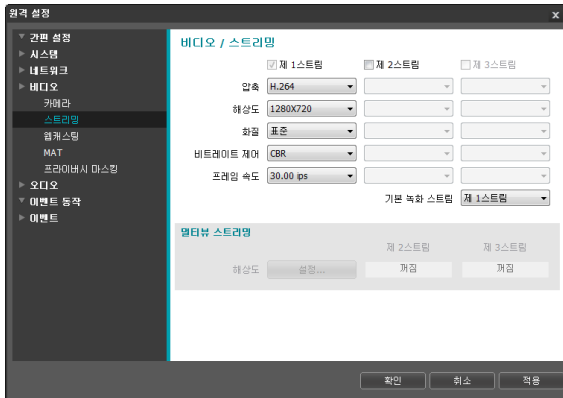 원격 설정
간편 설정
시스템
네트워크
비디오
카메라
스트리밍
웹캐스팅
MAT
프라이버시 마스킹
오디오
이벤트 동작
이벤트
비디오 / 스트리밍
제 1스트림 제 2스트림 제 3스트림
압축 H.264
해상도 1280X720
화질 표준
비트레이트 제어 CBR
프레임 속도 30.00 ips
기본 녹화 스트림 제 1스트림
멀티뷰 스트리밍
제 2스트림 제 3스트림
해상도 설정... 꺼짐 꺼짐
확인 취소 적용